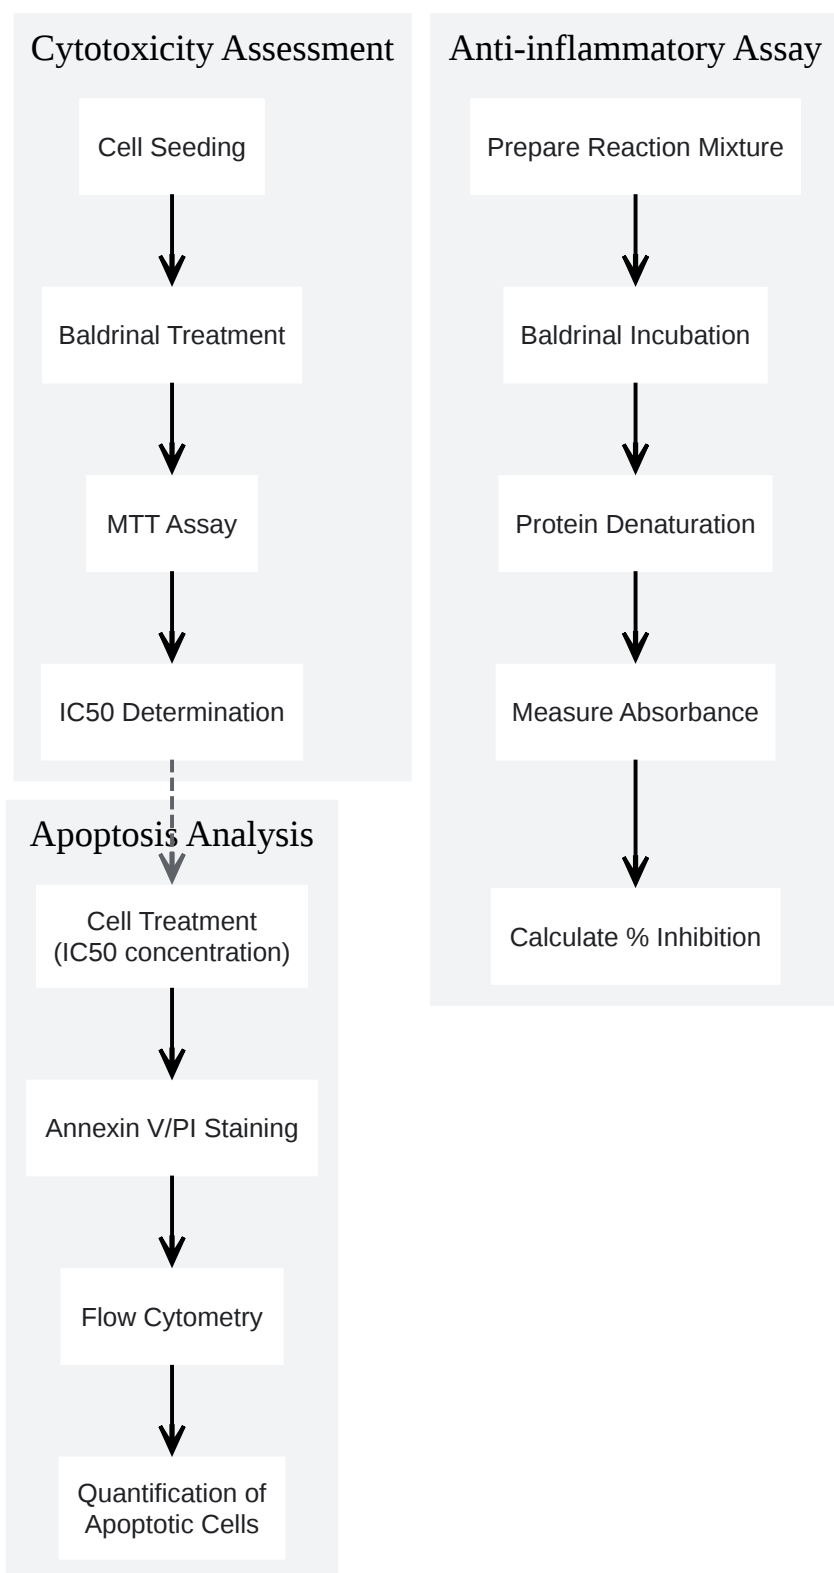 Cytotoxicity Assessment
Cell Seeding
Baldrinal Treatment
MTT Assay
IC50 Determination
Apoptosis Analysis
Cell Treatment
(IC50 concentration)
Annexin V/PI Staining
Flow Cytometry
Quantification of
Apoptotic Cells
Anti-inflammatory Assay
Prepare Reaction Mixture
Baldrinal Incubation
Protein Denaturation
Measure Absorbance
Calculate % Inhibition